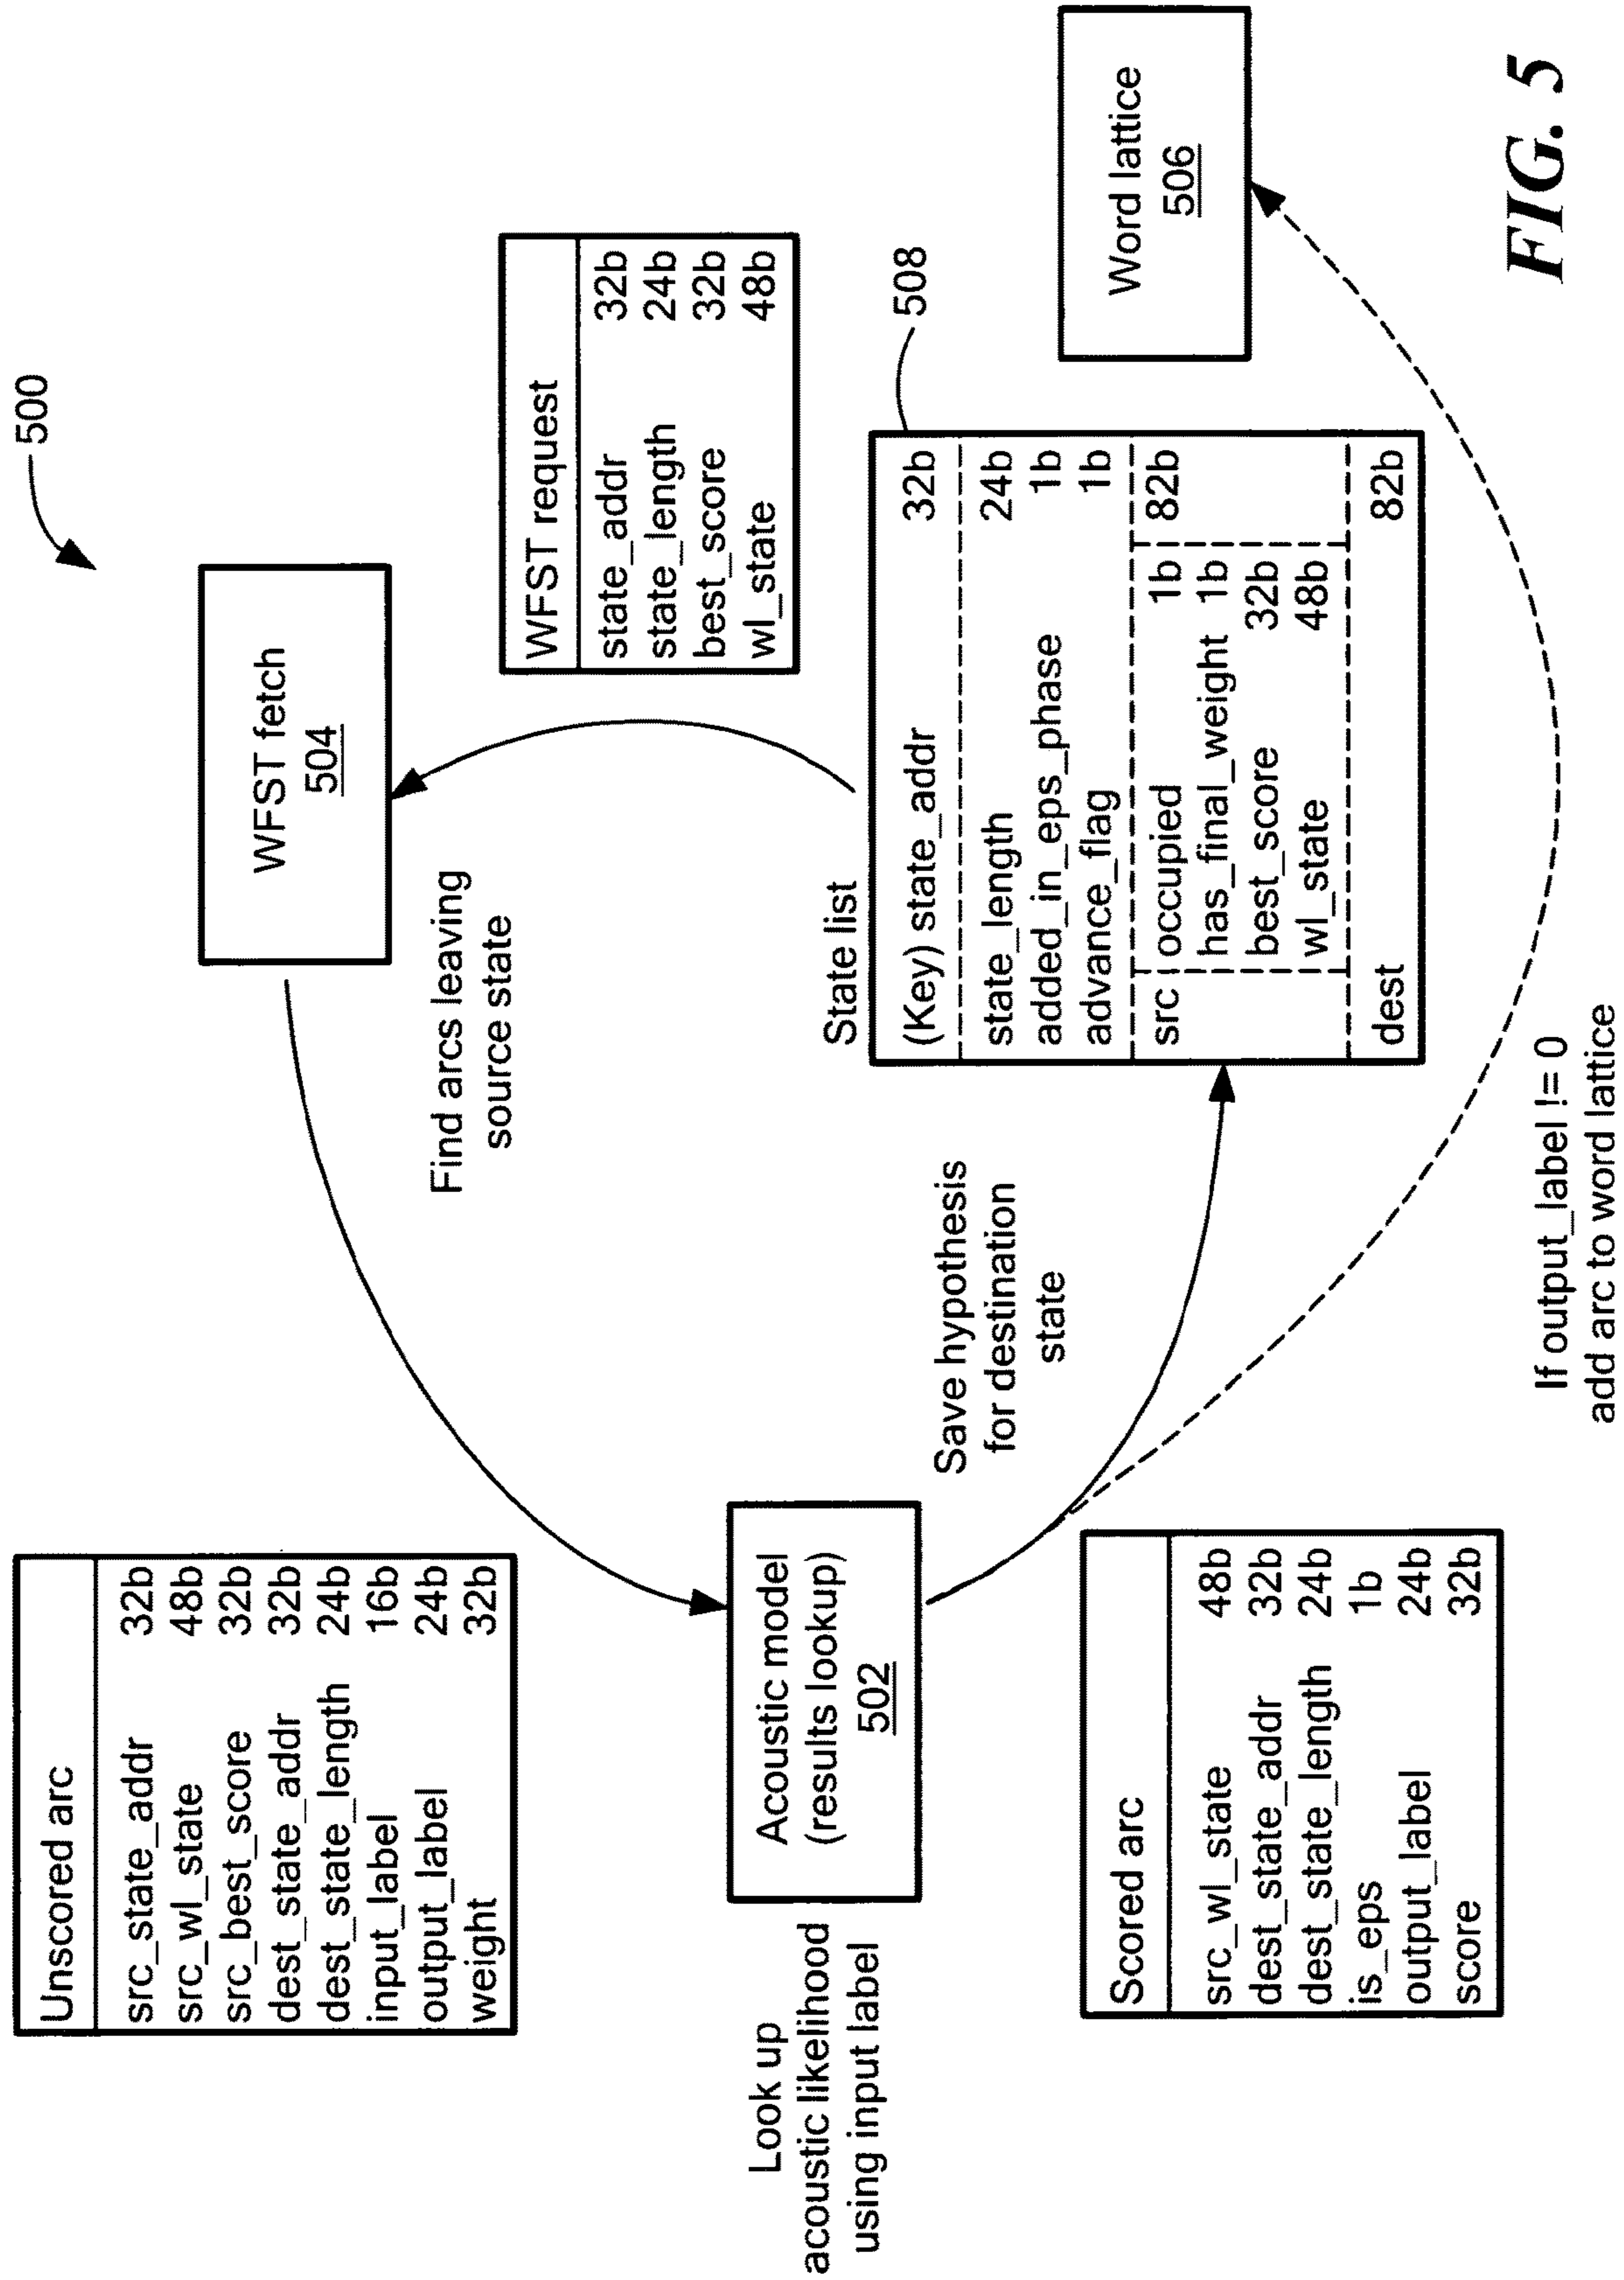 500
Unscored arc
src_state_addr 32b
src_wl_state 48b
src_best_score 32b
dest_state_addr 32b
dest_state_length 24b
input_label 16b
output_label 24b
weight 32b
WFST fetch
504
Find arcs leaving
source state
WFST request
state_addr 32b
state_length 24b
best_score 32b
wl_state 48b
Look up
acoustic likelihood
using input label
Acoustic model
(results lookup)
502
State list
508
(Key) state_addr 32b
state_length 24b
added_in_eps_phase 1b
advance_flag 1b
src occupied 1b 82b
has_final_weight 1b
best_score 32b
wl_state 48b
dest 82b
Save hypothesis
for destination
state
Word lattice
506
Scored arc
src_wl_state 48b
dest_state_addr 32b
dest_state_length 24b
is_eps 1b
output_label 24b
score 32b
If output_label != 0
add arc to word lattice
FIG. 5